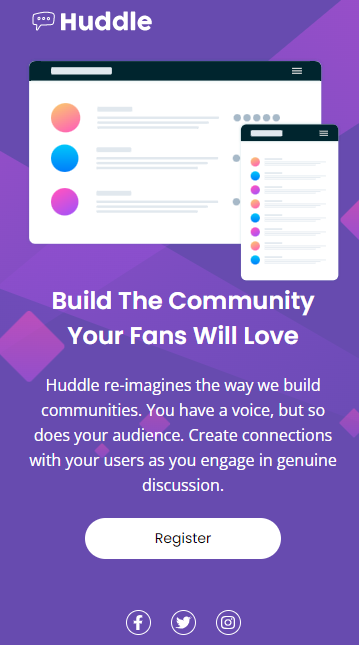 Huddle
Build The Community
Your Fans Will Love
Huddle re-imagines the way we build
communities. You have a voice, but so
does your audience. Create connections
with your users as you engage in genuine
discussion.
Register